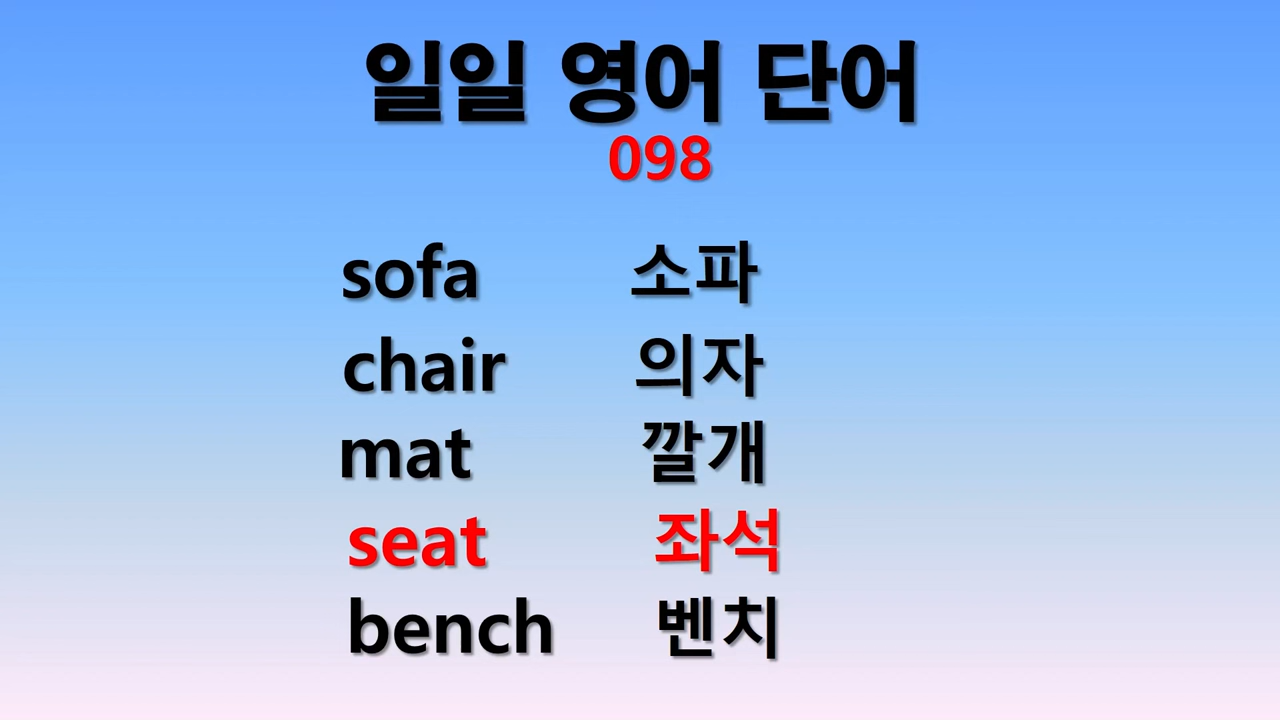 일일 영어 단어
098
sofa 소파
chair 의자
mat 깔개
seat 좌석
bench 벤치